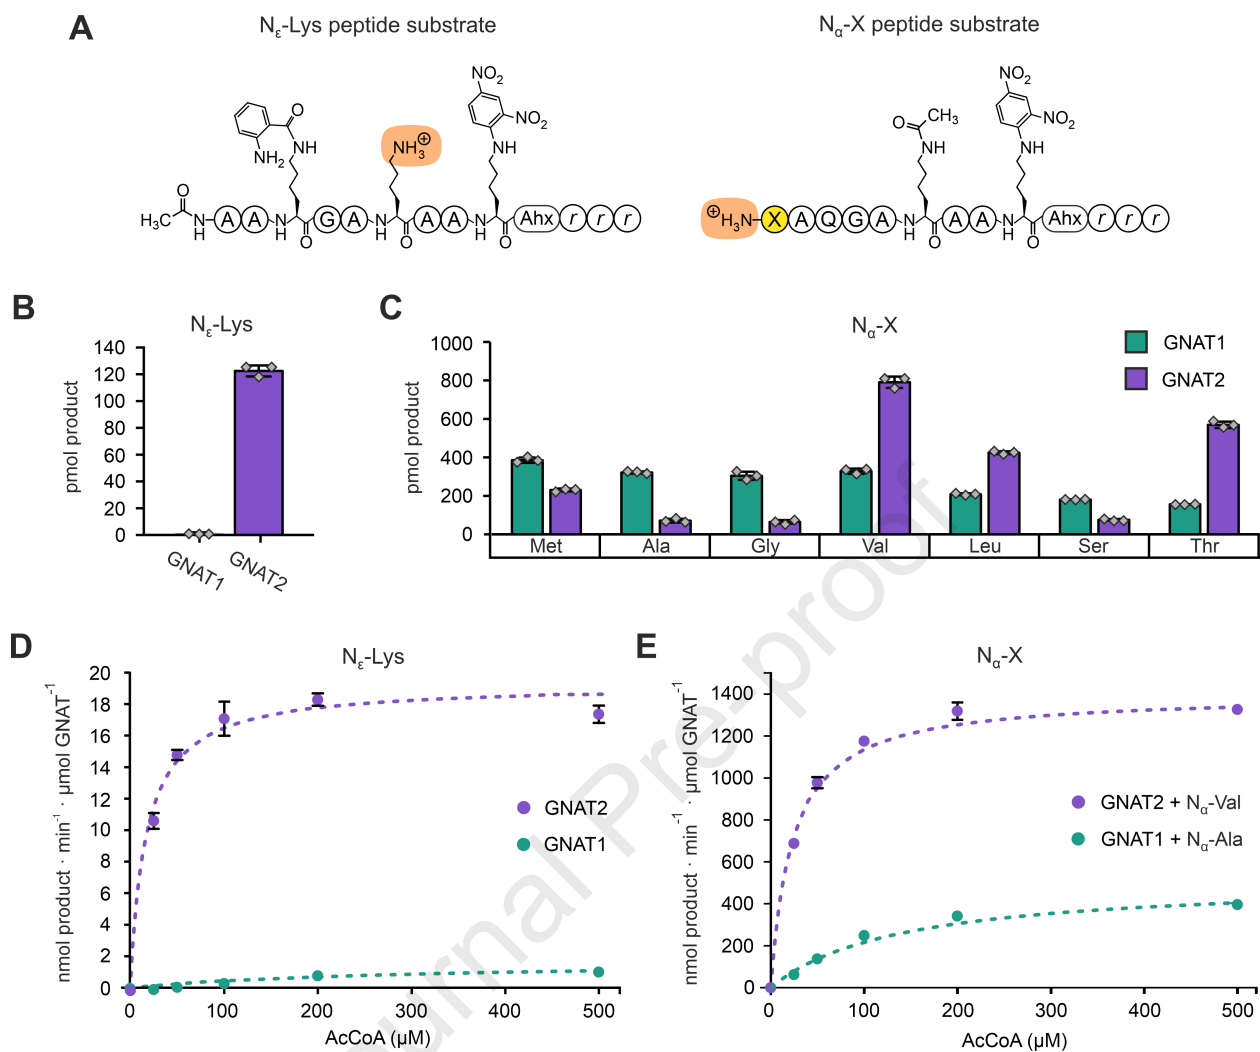 A
Nε-Lys peptide substrate
Nα-X peptide substrate
NO2
NO2
O
NH
NH2
NH3⊕
NH
O
H3C
N
H
A A
N
H
O
G A
N
H
O
A A
N
H
O
Ahx r r r
NO2
NO2
O
CH3
NH
NH
⊕H3N
X A Q G A
N
H
O
A A
N
H
O
Ahx r r r
B
Nε-Lys
pmol product
140
120
100
80
60
40
20
0
GNAT1
GNAT2
C
Nα-X
GNAT1
GNAT2
pmol product
1000
800
600
400
200
0
Met Ala Gly Val Leu Ser Thr
D
Nε-Lys
nmol product · min⁻¹ · µmol GNAT⁻¹
20
18
16
14
12
10
8
6
4
2
0
GNAT2
GNAT1
0 100 200 300 400 500
AcCoA (µM)
E
Nα-X
nmol product · min⁻¹ · µmol GNAT⁻¹
1400
1200
1000
800
600
400
200
0
GNAT2 + Nα-Val
GNAT1 + Nα-Ala
0 100 200 300 400 500
AcCoA (µM)
urnal Pre-proof